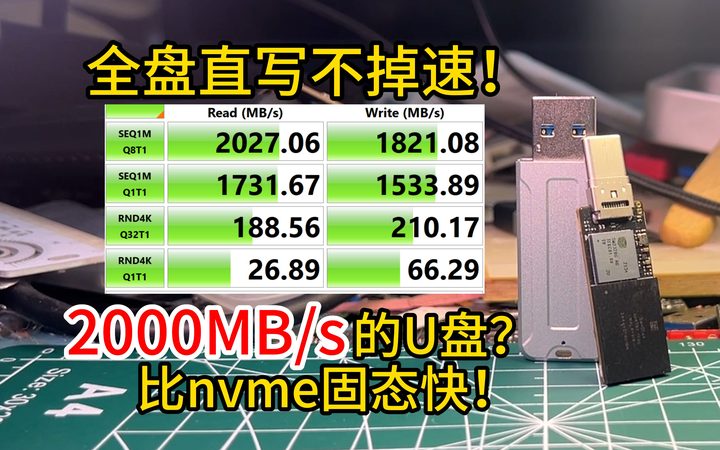 全盘直写不掉速！
Read (MB/s) Write (MB/s)
SEQ1M Q8T1 2027.06 1821.08
SEQ1M Q1T1 1731.67 1533.89
RND4K Q32T1 188.56 210.17
RND4K Q1T1 26.89 66.29
2000MB/s的U盘？
比nvme固态快！
A4